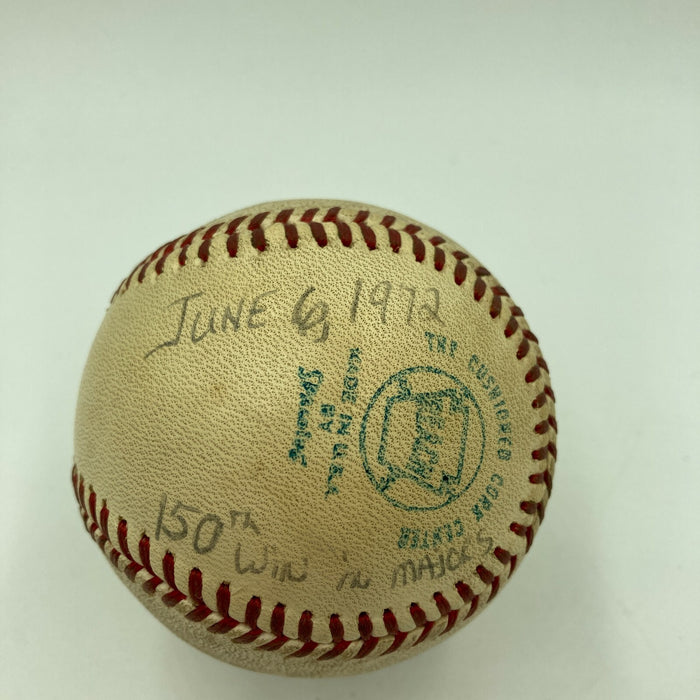 JUNE 6, 1972
THE CUSHIONED CORK CENTER
MADE IN U.S.A.
BY
Spalding
150TH WIN in MAJORS